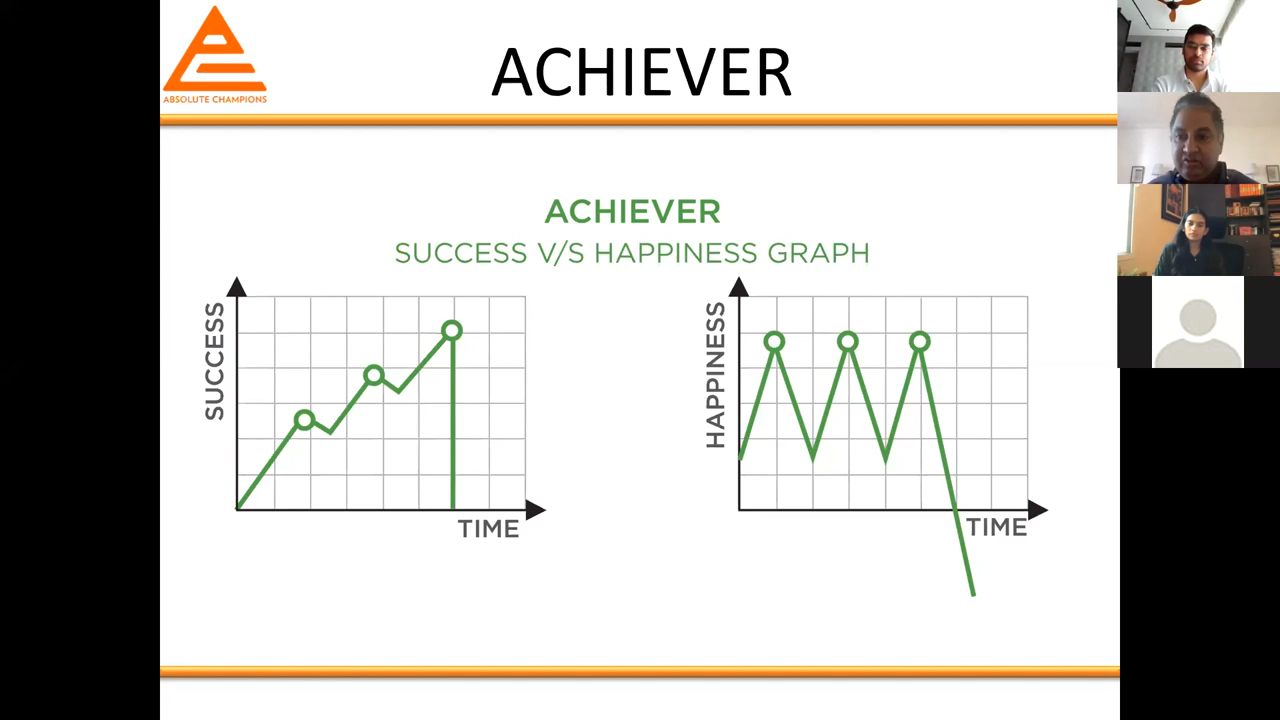 ABSOLUTE CHAMPIONS
ACHIEVER
ACHIEVER
SUCCESS V/S HAPPINESS GRAPH
SUCCESS
TIME
HAPPINESS
TIME